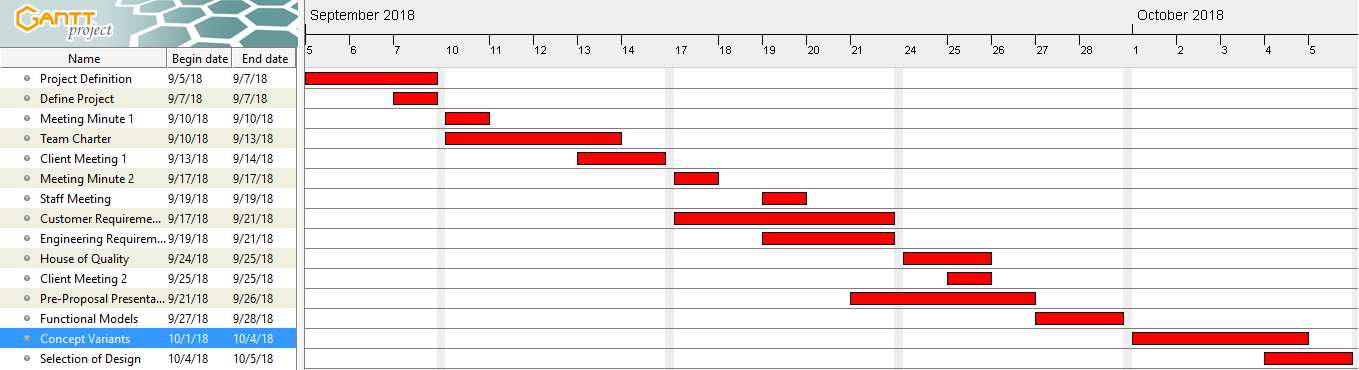 GANTT
project
September 2018 October 2018
5 6 7 10 11 12 13 14 17 18 19 20 21 24 25 26 27 28 1 2 3 4 5
Name Begin date End date
Project Definition 9/5/18 9/7/18
Define Project 9/7/18 9/7/18
Meeting Minute 1 9/10/18 9/10/18
Team Charter 9/10/18 9/13/18
Client Meeting 1 9/13/18 9/14/18
Meeting Minute 2 9/17/18 9/17/18
Staff Meeting 9/19/18 9/19/18
Customer Requireme... 9/17/18 9/21/18
Engineering Requirem... 9/19/18 9/21/18
House of Quality 9/24/18 9/25/18
Client Meeting 2 9/25/18 9/25/18
Pre-Proposal Presenta... 9/21/18 9/26/18
Functional Models 9/27/18 9/28/18
Concept Variants 10/1/18 10/4/18
Selection of Design 10/4/18 10/5/18